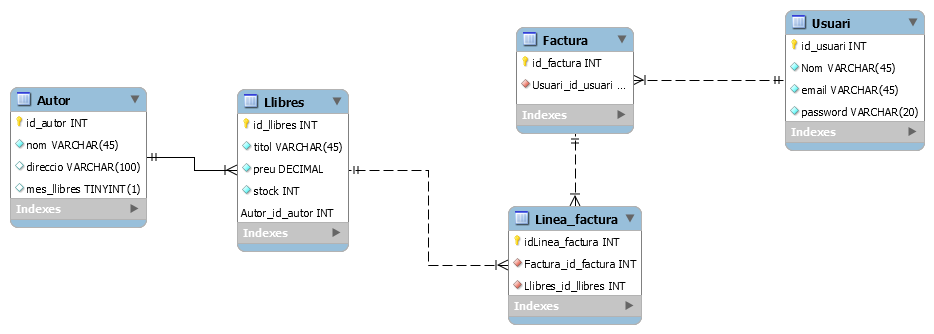 Autor
id_autor INT
nom VARCHAR(45)
direccio VARCHAR(100)
mes_llibres TINYINT(1)
Indexes
Llibres
id_llibres INT
titol VARCHAR(45)
preu DECIMAL
stock INT
Autor_id_autor INT
Indexes
Factura
id_factura INT
Usuari_id_usuari ...
Indexes
Linea_factura
idLinea_factura INT
Factura_id_factura INT
Llibres_id_llibres INT
Indexes
Usuari
id_usuari INT
Nom VARCHAR(45)
email VARCHAR(45)
password VARCHAR(20)
Indexes